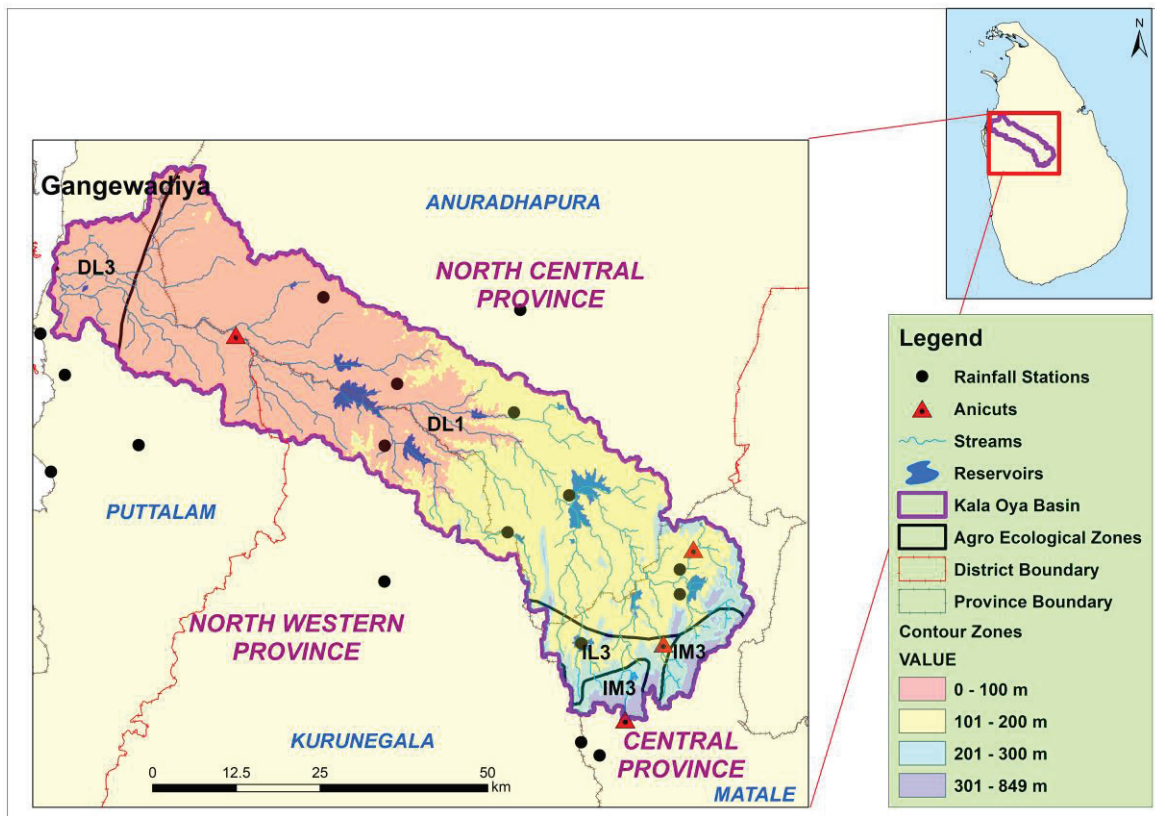 N
Gangewadiya
ANURADHAPURA
DL3
NORTH CENTRAL
PROVINCE
DL1
PUTTALAM
NORTH WESTERN
PROVINCE
IL3
IM3
IM3
KURUNEGALA
CENTRAL
PROVINCE
MATALE
0 12.5 25 50
km
Legend
Rainfall Stations
Anicuts
Streams
Reservoirs
Kala Oya Basin
Agro Ecological Zones
District Boundary
Province Boundary
Contour Zones
VALUE
0 - 100 m
101 - 200 m
201 - 300 m
301 - 849 m